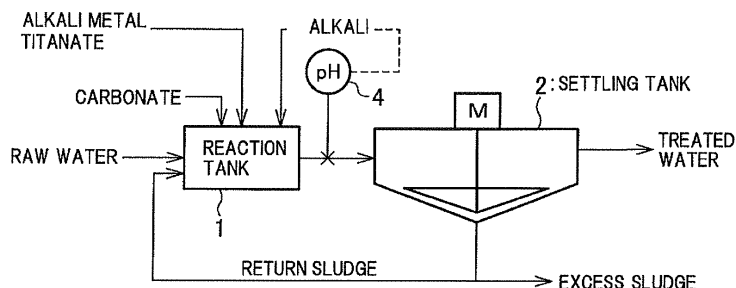 ALKALI METAL
TITANATE
ALKALI
CARBONATE
pH
4
2:SETTLING TANK
M
RAW WATER
REACTION
TANK
1
TREATED
WATER
RETURN SLUDGE
EXCESS SLUDGE